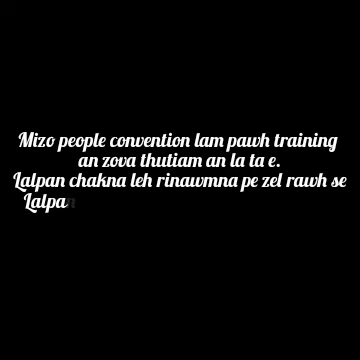 Mizo people convention lam pawh training
an zova thutiam an la ta e.
Lalpan chakna leh rinawmna pe zel rawh se
Lalpan